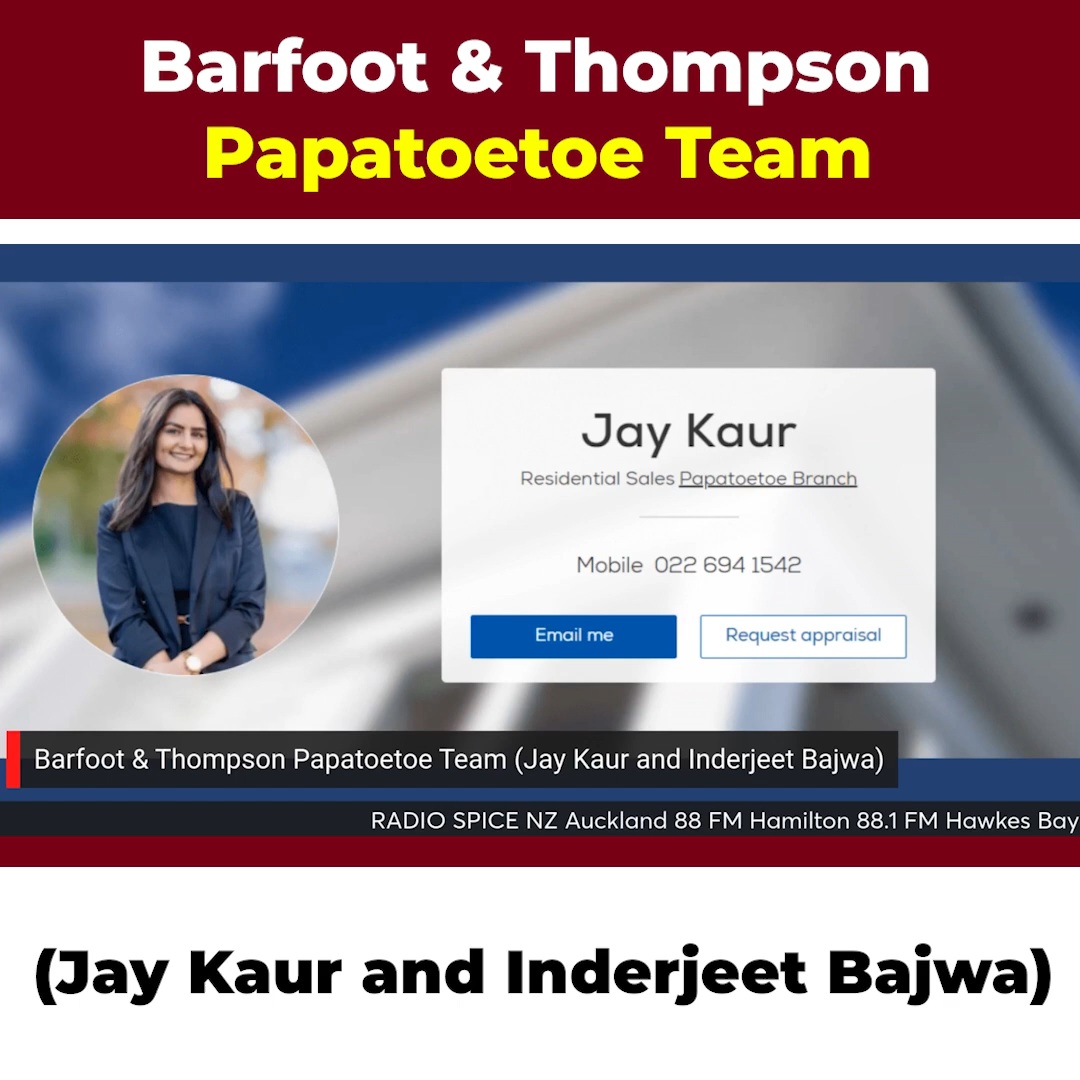 Barfoot & Thompson
Papatoetoe Team
Jay Kaur
Residential Sales Papatoetoe Branch
Mobile 022 694 1542
Email me
Request appraisal
Barfoot & Thompson Papatoetoe Team (Jay Kaur and Inderjeet Bajwa)
RADIO SPICE NZ Auckland 88 FM Hamilton 88.1 FM Hawkes Bay
(Jay Kaur and Inderjeet Bajwa)